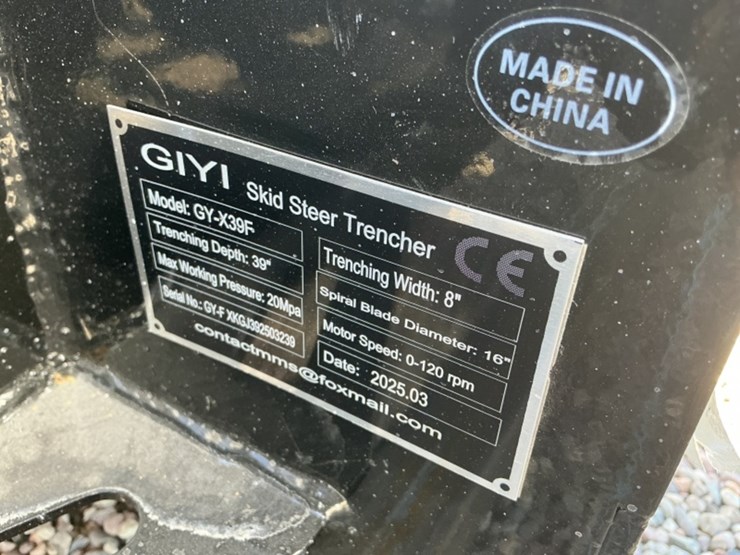 MADE IN
CHINA
GIYI Skid Steer Trencher CE
Model: GY-X39F
Trenching Width: 8"
Trenching Depth: 39"
Spiral Blade Diameter: 16"
Max Working Pressure: 20Mpa
Motor Speed: 0-120 rpm
Serial No.: GY-F XKGJ392503239
Date: 2025.03
contactmms@foxmail.com